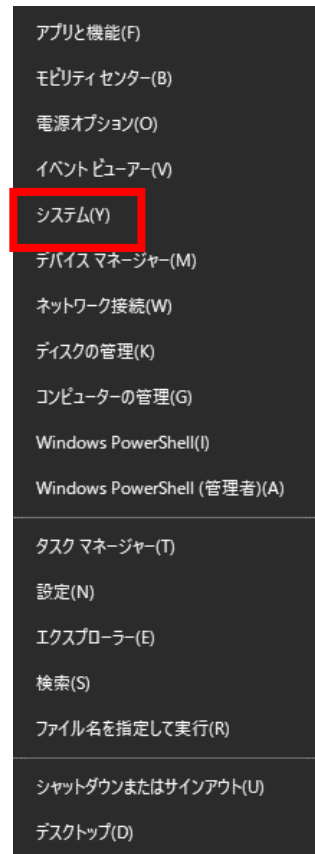 アプリと機能(F)
モビリティ センター(B)
電源オプション(O)
イベント ビューアー(V)
システム(Y)
デバイス マネージャー(M)
ネットワーク接続(W)
ディスクの管理(K)
コンピューターの管理(G)
Windows PowerShell(I)
Windows PowerShell (管理者)(A)
タスク マネージャー(T)
設定(N)
エクスプローラー(E)
検索(S)
ファイル名を指定して実行(R)
シャットダウンまたはサインアウト(U)
デスクトップ(D)